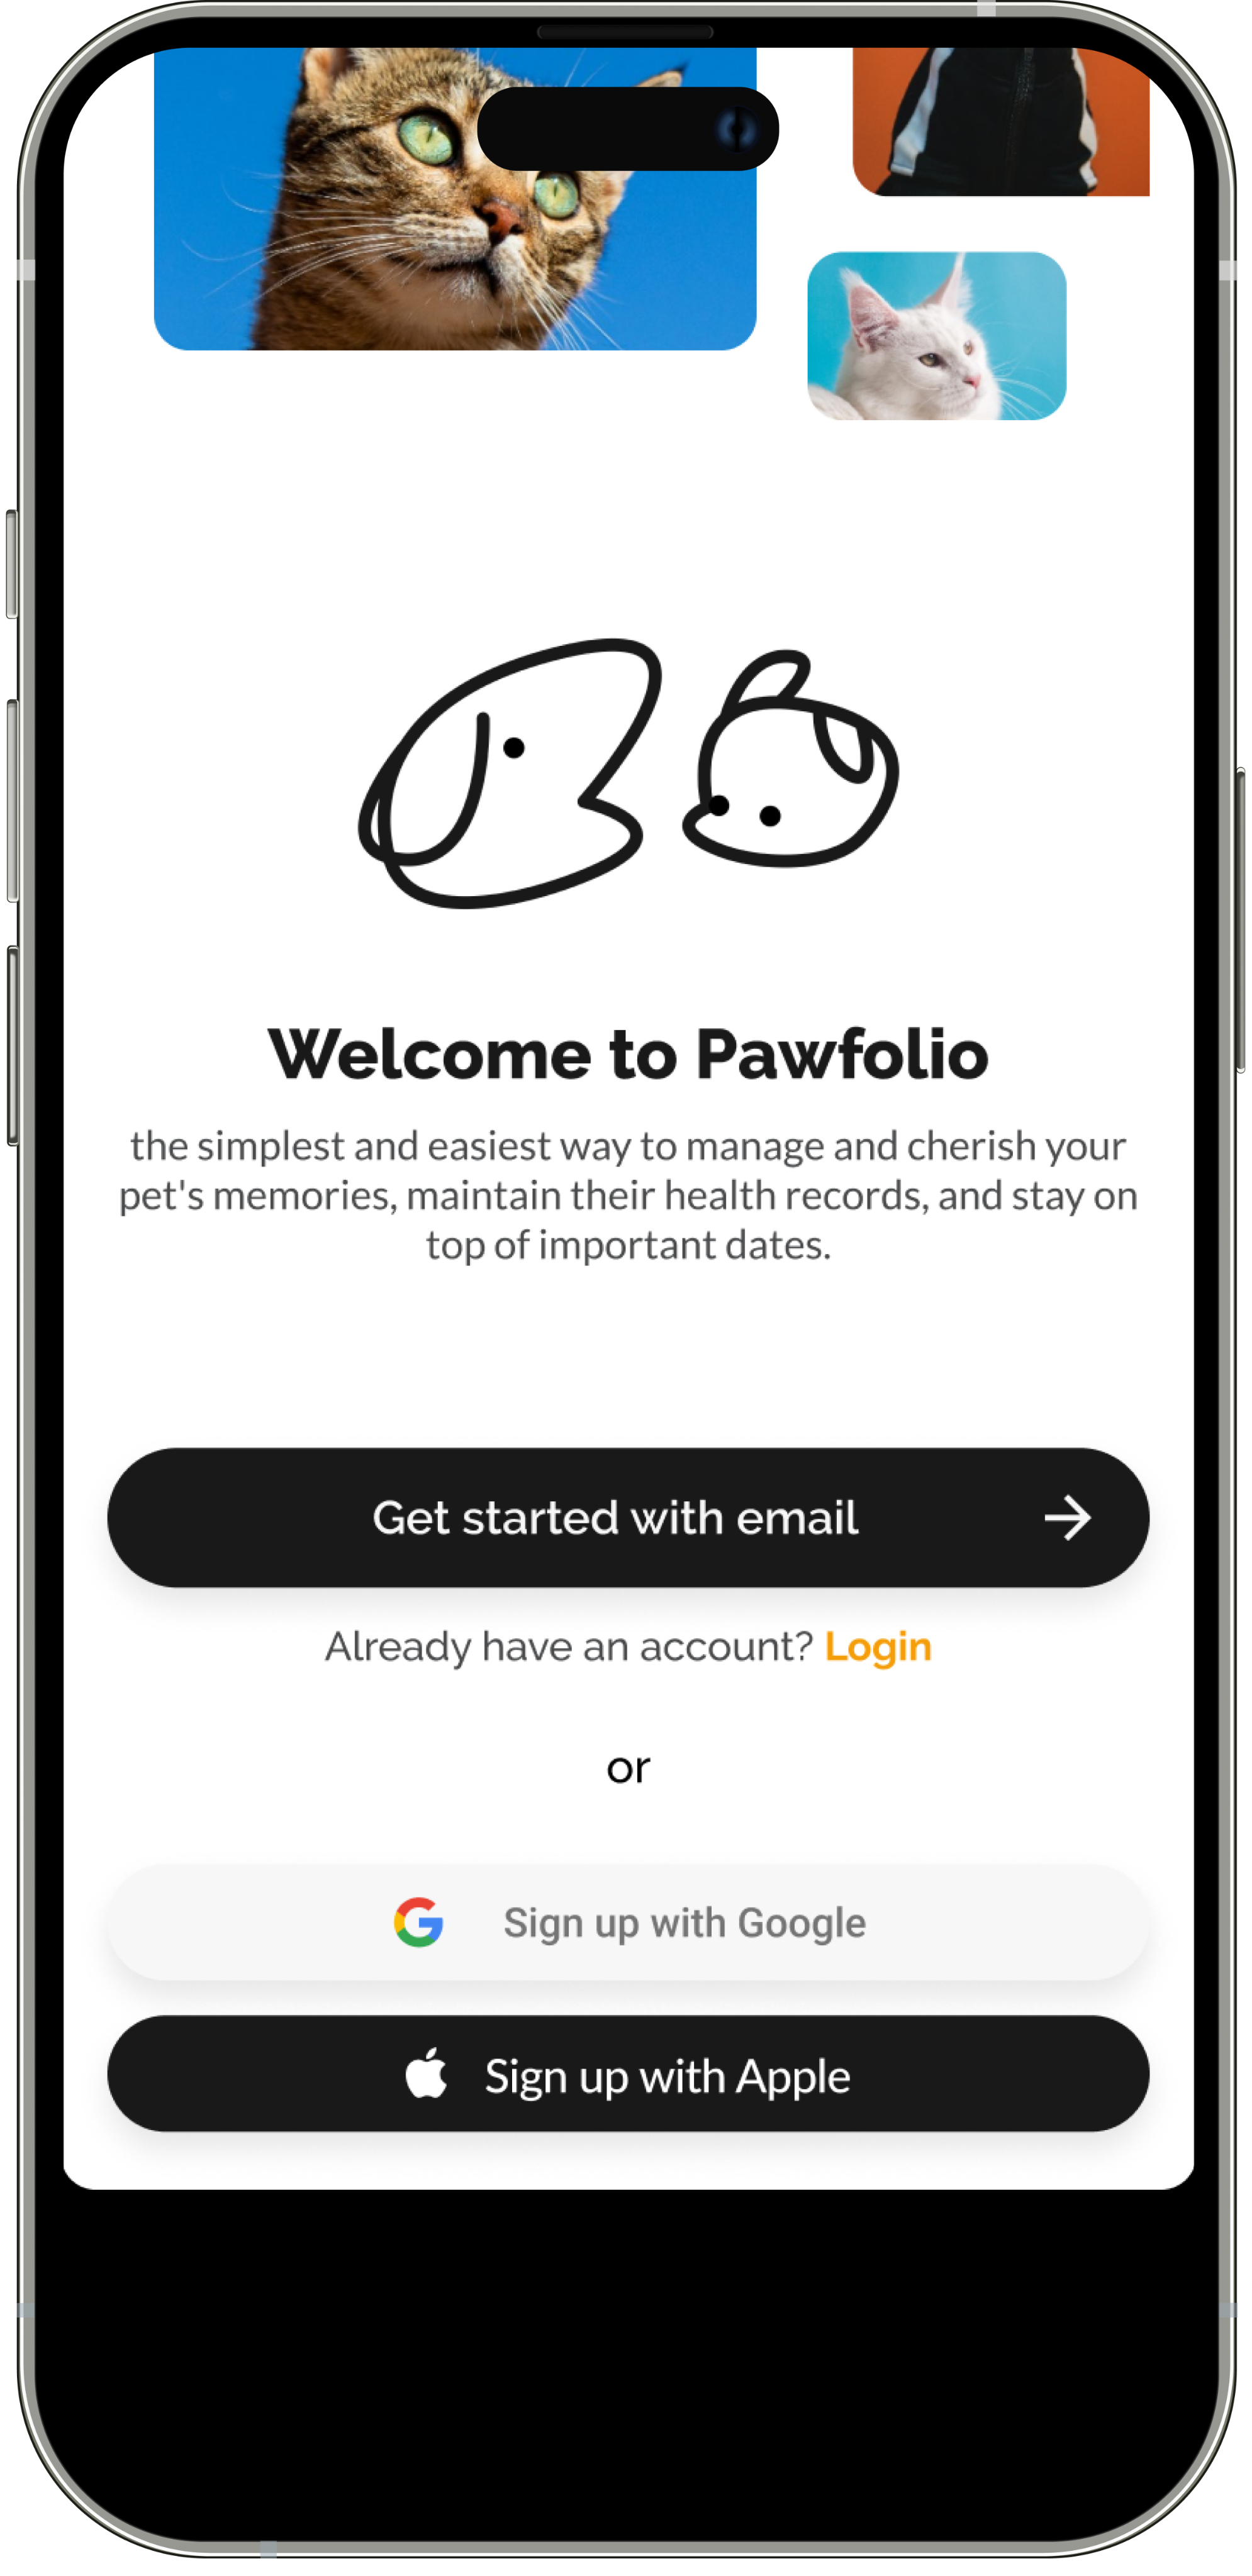 Welcome to Pawfolio
the simplest and easiest way to manage and cherish your
pet's memories, maintain their health records, and stay on
top of important dates.
Get started with email
Already have an account? Login
or
Sign up with Google
Sign up with Apple